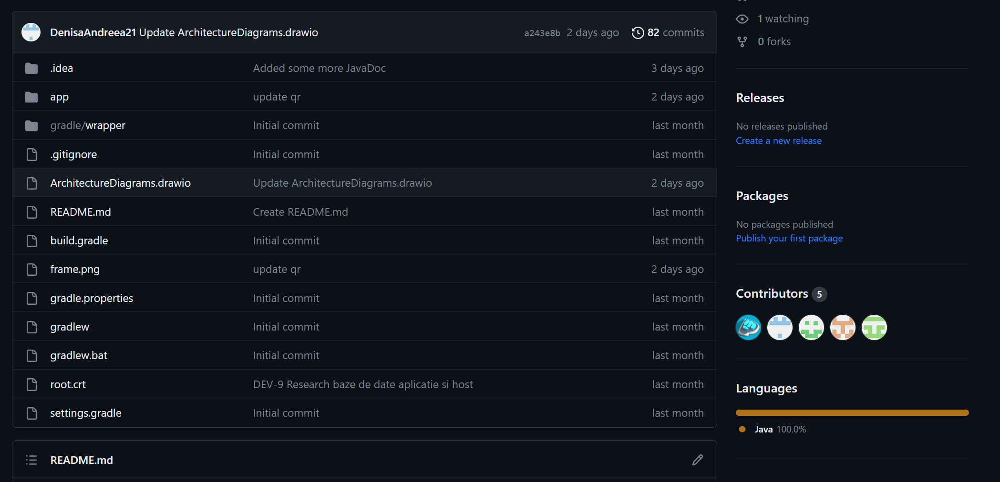 DenisaAndreea21 Update ArchitectureDiagrams.drawio a243e8b 2 days ago 82 commits
.idea Added some more JavaDoc 3 days ago
app update qr 2 days ago
gradle/wrapper Initial commit last month
.gitignore Initial commit last month
ArchitectureDiagrams.drawio Update ArchitectureDiagrams.drawio 2 days ago
README.md Create README.md last month
build.gradle Initial commit last month
frame.png update qr 2 days ago
gradle.properties Initial commit last month
gradlew Initial commit last month
gradlew.bat Initial commit last month
root.crt DEV-9 Research baze de date aplicatie si host last month
settings.gradle Initial commit last month
README.md
1 watching
0 forks
Releases
No releases published
Create a new release
Packages
No packages published
Publish your first package
Contributors 5
Languages
Java 100.0%